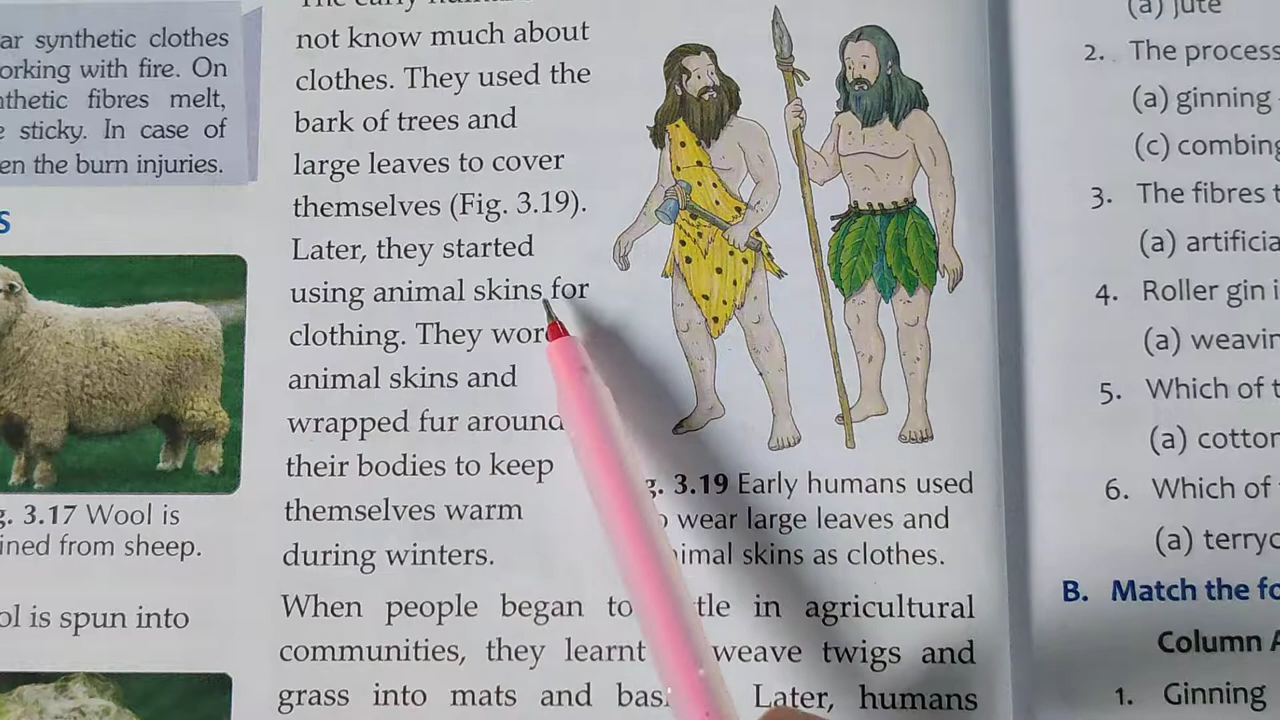 ar synthetic clothes
orking with fire. On
nthetic fibres melt,
e sticky. In case of
en the burn injuries.
g. 3.17 Wool is
ined from sheep.
ol is spun into
not know much about
clothes. They used the
bark of trees and
large leaves to cover
themselves (Fig. 3.19).
Later, they started
using animal skins for
clothing. They wor
animal skins and
wrapped fur around
their bodies to keep
themselves warm
during winters.
g. 3.19 Early humans used
wear large leaves and
imal skins as clothes.
When people began to tle in agricultural
communities, they learnt weave twigs and
grass into mats and bas Later, humans
(a) jute
2. The process
(a) ginning
(c) combing
3. The fibres t
(a) artificia
4. Roller gin i
(a) weavin
5. Which of t
(a) cotton
6. Which of
(a) teryc
B. Match the fo
Column A
1. Ginning